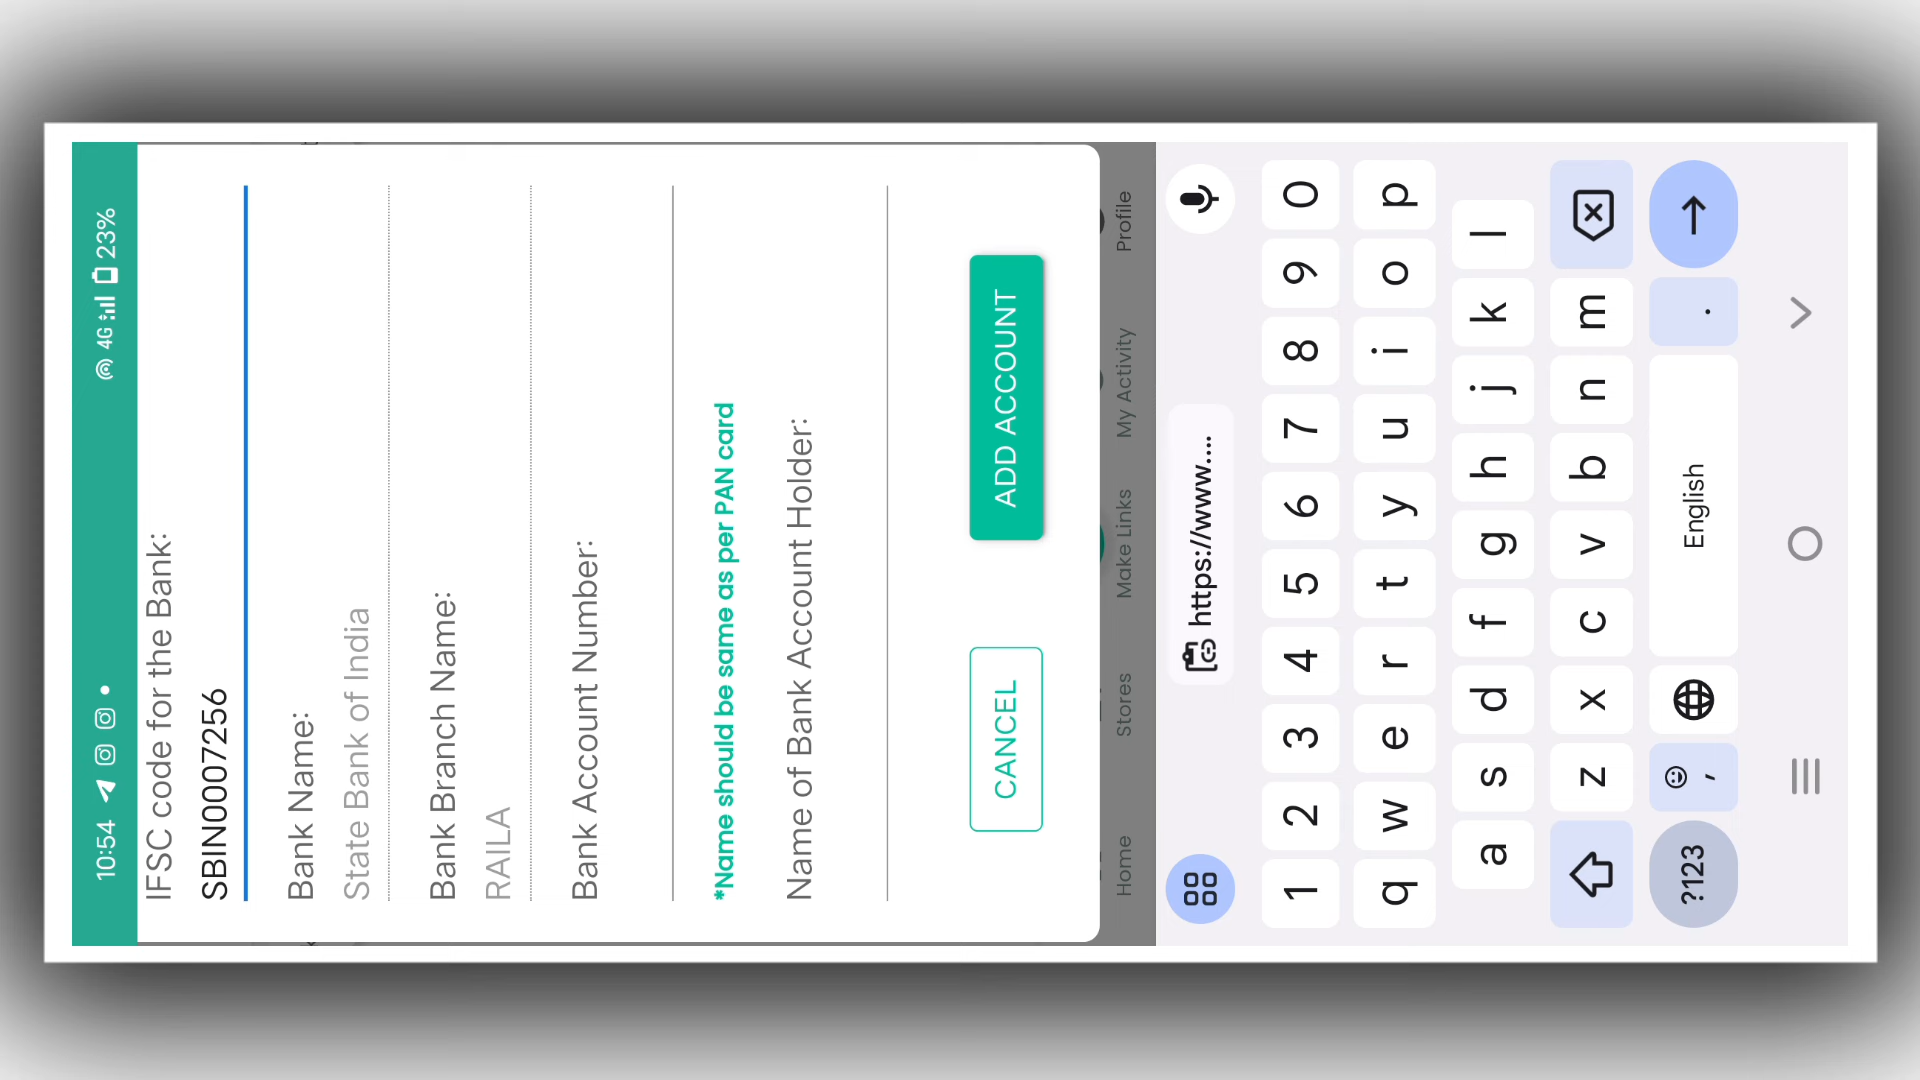 10:54
4G 23%
IFSC code for the Bank:
SBIN0007256
Bank Name:
State Bank of India
Bank Branch Name:
RAILA
Bank Account Number:
*Name should be same as per PAN card
Name of Bank Account Holder:
CANCEL ADD ACCOUNT
Home Stores Make Links My Activity Profile
https://www....
1 2 3 4 5 6 7 8 9 0
q w e r t y u i o p
a s d f g h j k l
z x c v b n m
?123 , English .